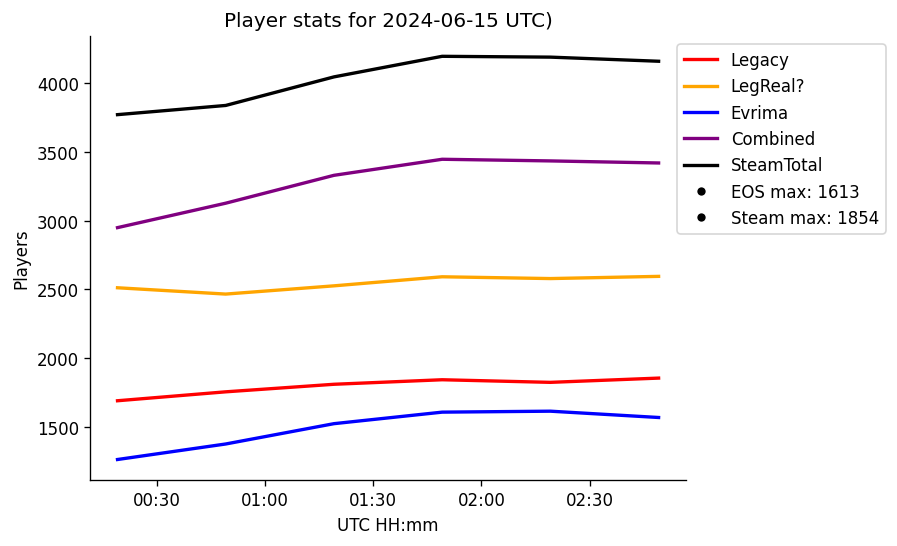 Player stats for 2024-06-15 UTC)
Players
4000
3500
3000
2500
2000
1500
00:30
01:00
01:30
02:00
02:30
UTC HH:mm
Legacy
LegReal?
Evrima
Combined
SteamTotal
EOS max: 1613
Steam max: 1854